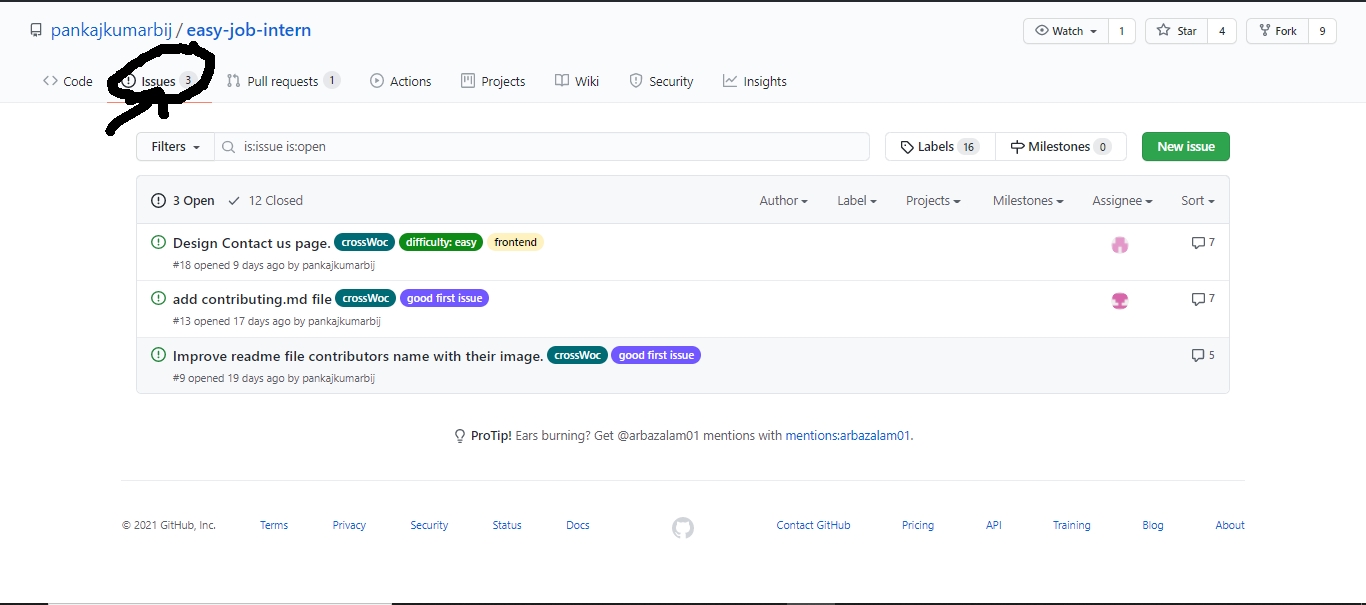 pankajkumarbij / easy-job-intern
Watch 1 Star 4 Fork 9
Code Issues 3 Pull requests 1 Actions Projects Wiki Security Insights
Filters is:issue is:open Labels 16 Milestones 0 New issue
3 Open 12 Closed Author Label Projects Milestones Assignee Sort
Design Contact us page. crossWoc difficulty: easy frontend 7
#18 opened 9 days ago by pankajkumarbij
add contributing.md file crossWoc good first issue 7
#13 opened 17 days ago by pankajkumarbij
Improve readme file contributors name with their image. crossWoc good first issue 5
#9 opened 19 days ago by pankajkumarbij
ProTip! Ears burning? Get @arbazalam01 mentions with mentions:arbazalam01.
© 2021 GitHub, Inc. Terms Privacy Security Status Docs Contact GitHub Pricing API Training Blog About